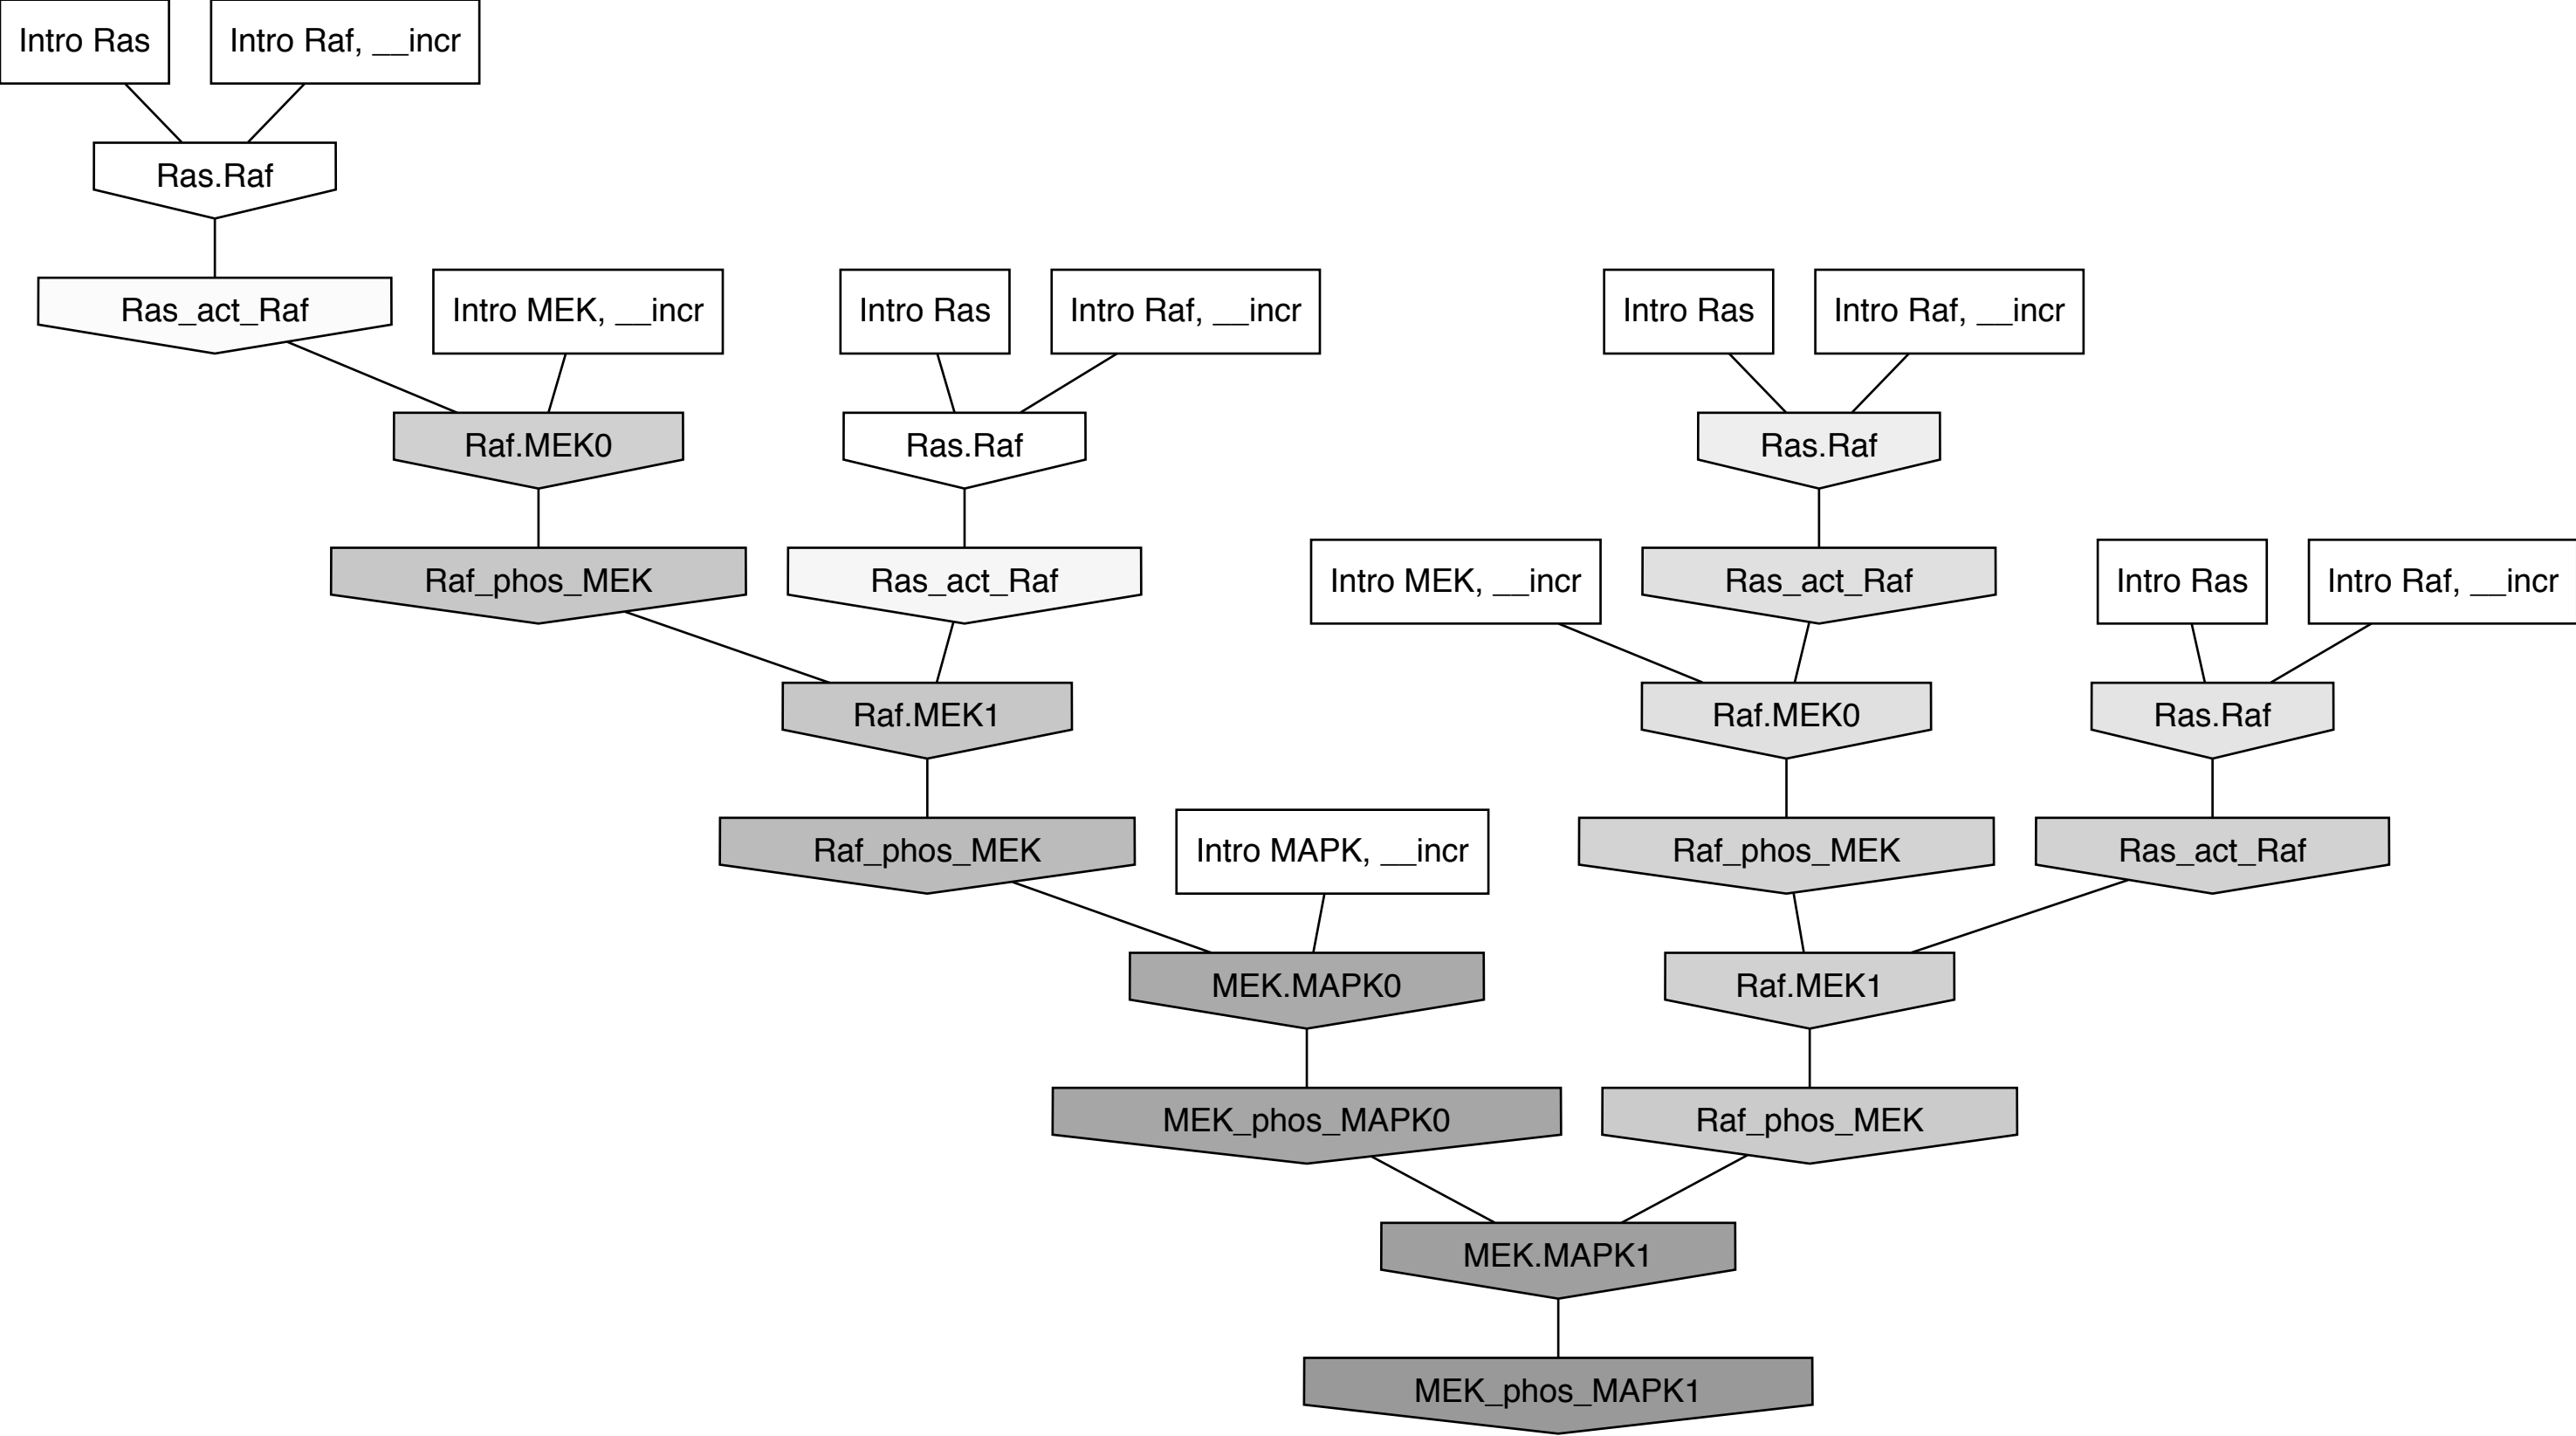 Intro Ras
Intro Raf, __incr
Ras.Raf
Ras_act_Raf
Intro MEK, __incr
Intro Ras
Intro Raf, __incr
Intro Ras
Intro Raf, __incr
Raf.MEK0
Ras.Raf
Ras.Raf
Raf_phos_MEK
Ras_act_Raf
Intro MEK, __incr
Ras_act_Raf
Intro Ras
Intro Raf, __incr
Raf.MEK1
Raf.MEK0
Ras.Raf
Raf_phos_MEK
Intro MAPK, __incr
Raf_phos_MEK
Ras_act_Raf
MEK.MAPK0
Raf.MEK1
MEK_phos_MAPK0
Raf_phos_MEK
MEK.MAPK1
MEK_phos_MAPK1